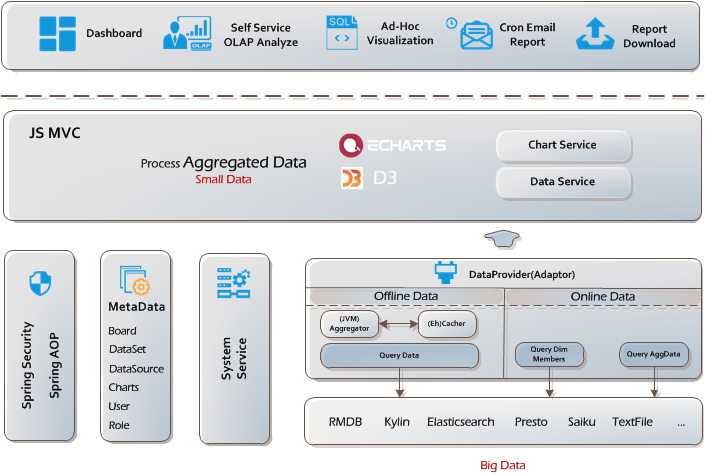 Dashboard
Self Service
OLAP Analyze
OLAP
SQL
Ad-Hoc
Visualization
Cron Email
Report
Report
Download
JS MVC
Process Aggregated Data
Small Data
ECHARTS
D3
D3
Chart Service
Data Service
Spring Security
Spring AOP
MetaData
Board
DataSet
DataSource
Charts
User
Role
System
Service
DataProvider(Adaptor)
Offline Data
Online Data
(JVM)
Aggregator
(Eh)Cacher
Query Data
Query Dim
Members
Query AggData
RMDB Kylin Elasticsearch Presto Saiku TextFile ...
Big Data